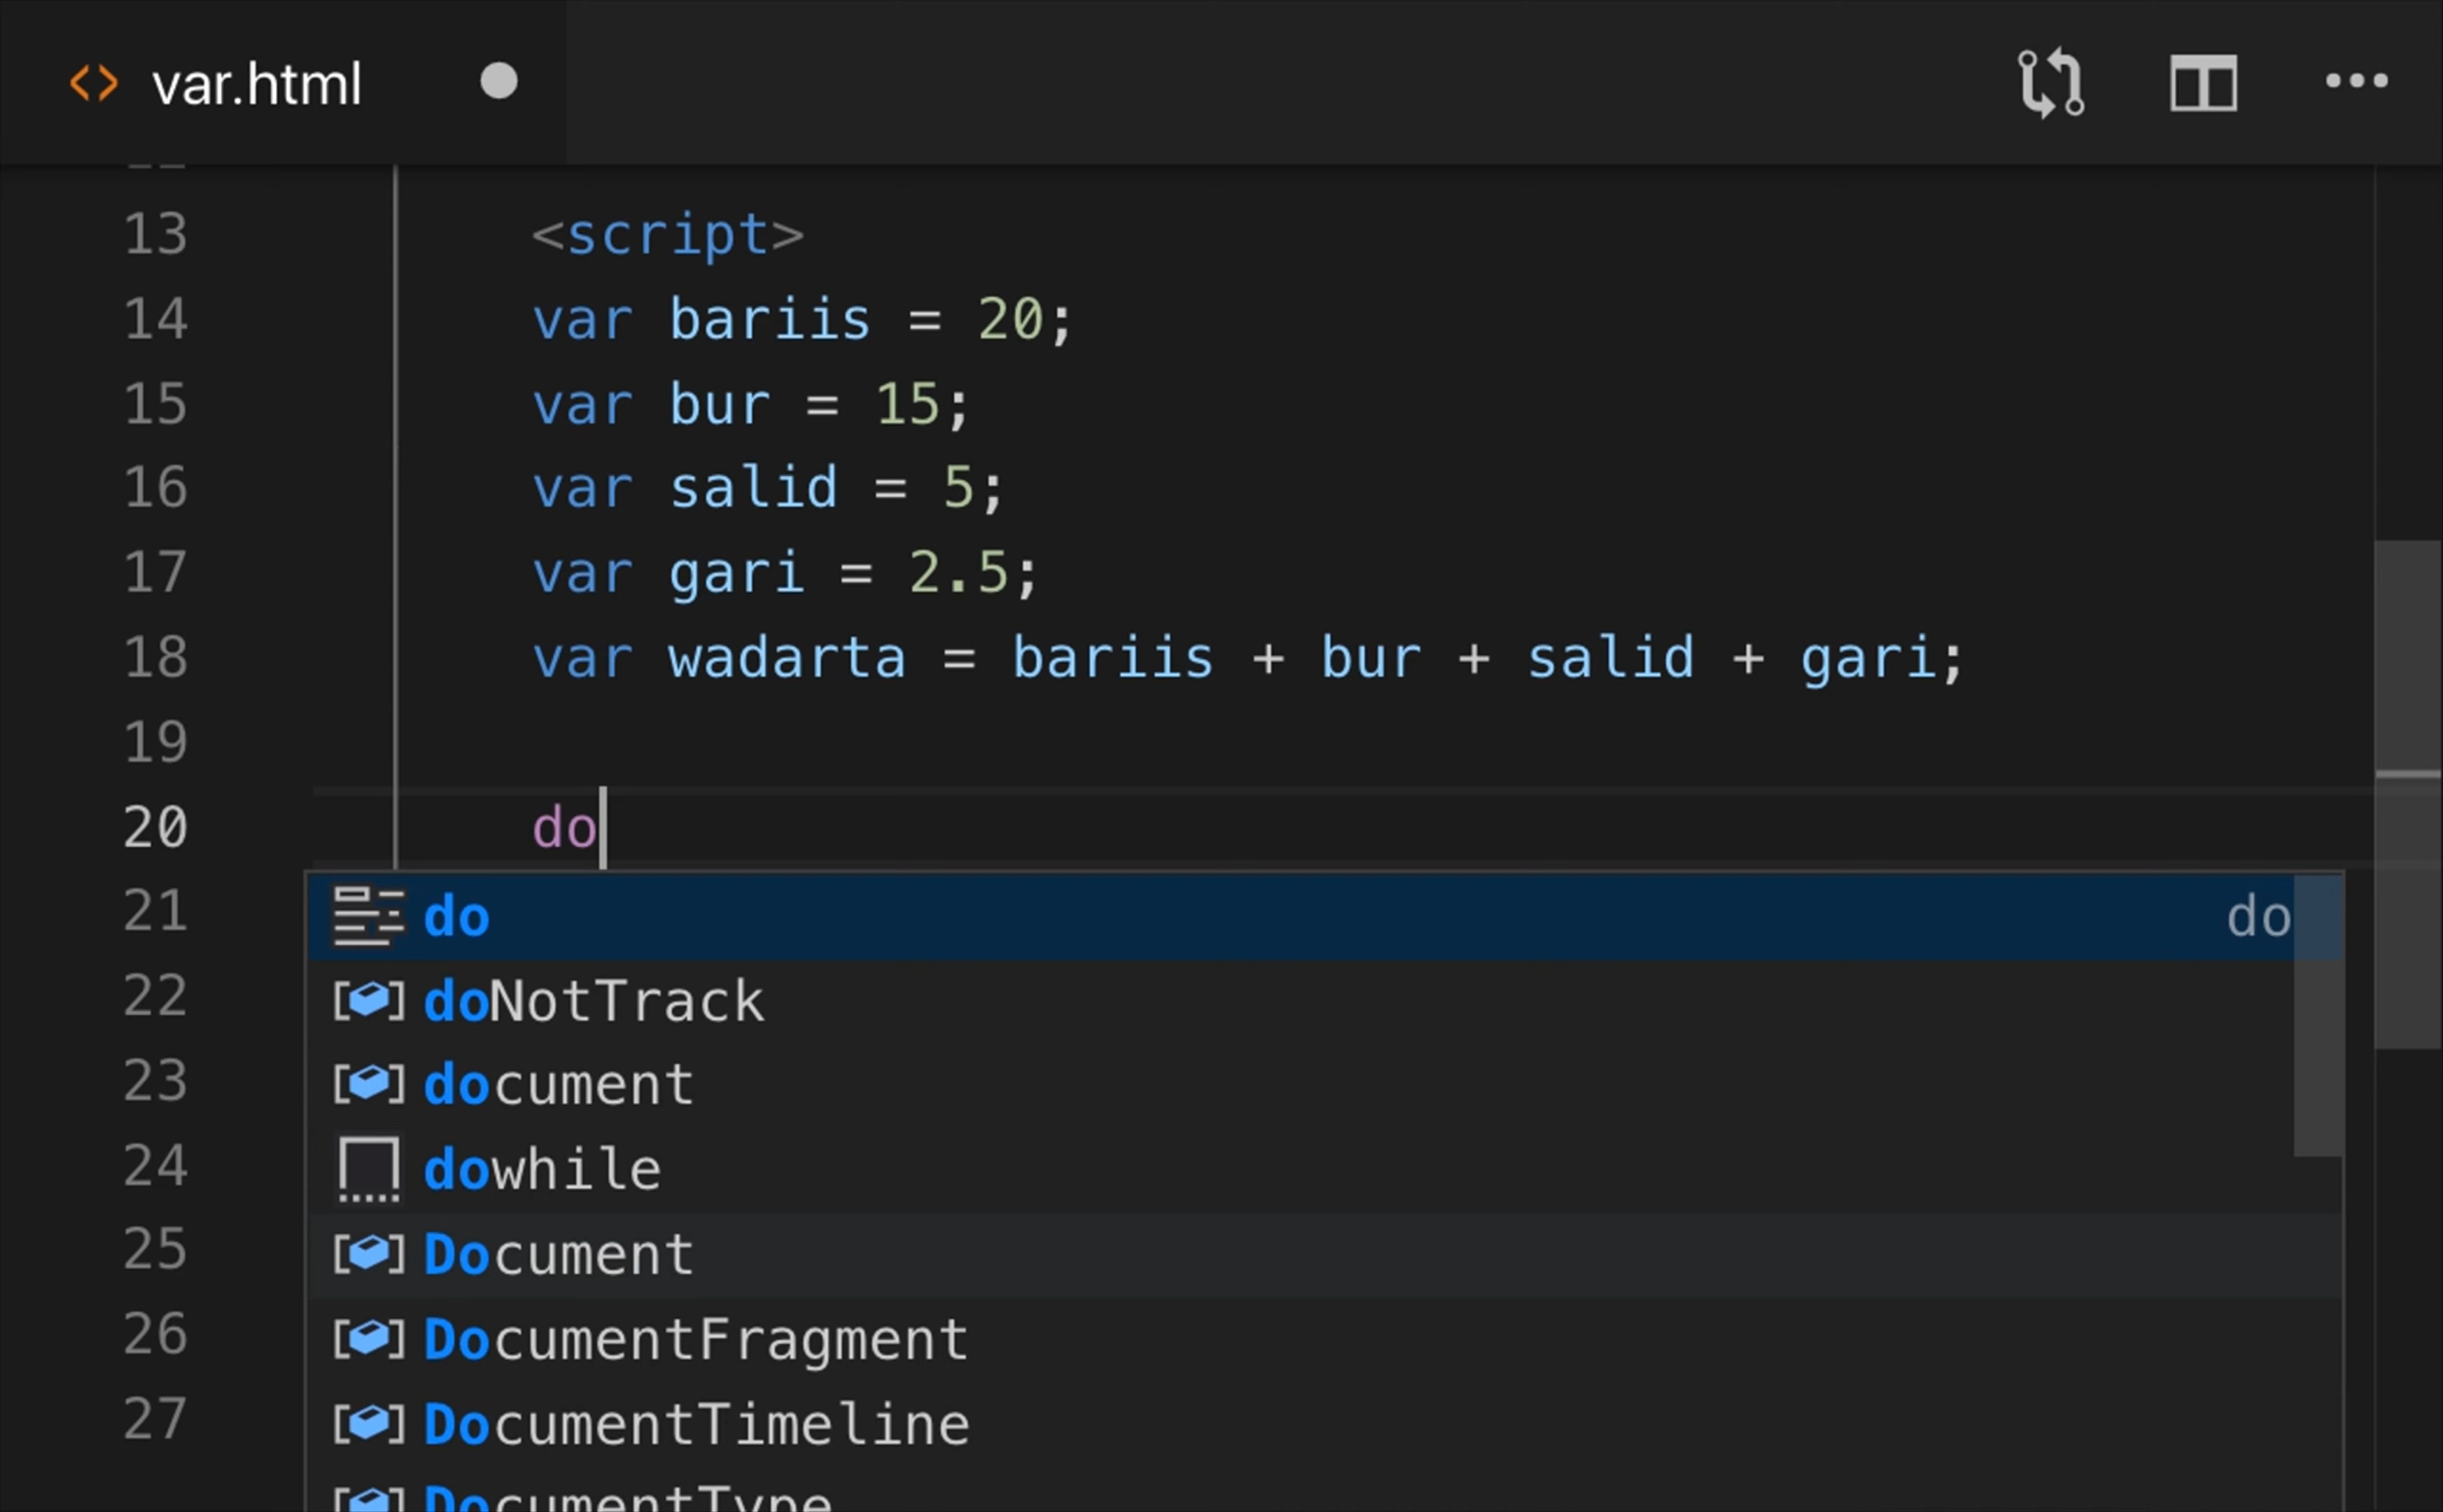 var.html
13 <script>
14 var bariis = 20;
15 var bur = 15;
16 var salid = 5;
17 var gari = 2.5;
18 var wadarta = bariis + bur + salid + gari;
19
20 do
21 do do
22 doNotTrack
23 document
24 dowhile
25 Document
26 DocumentFragment
27 DocumentTimeline
DocumentType